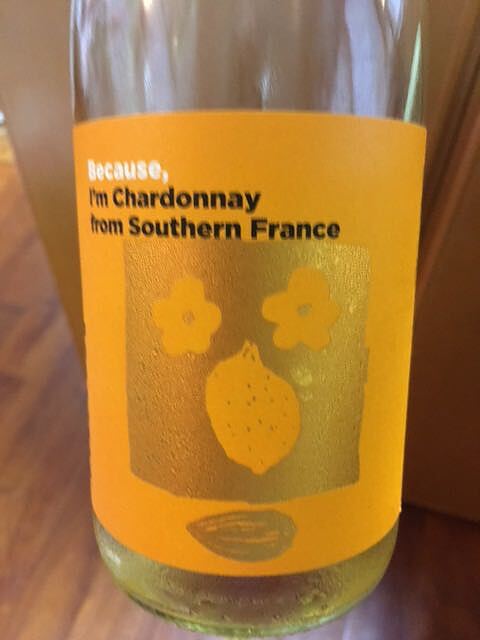 Because,
I'm Chardonnay
from Southern France